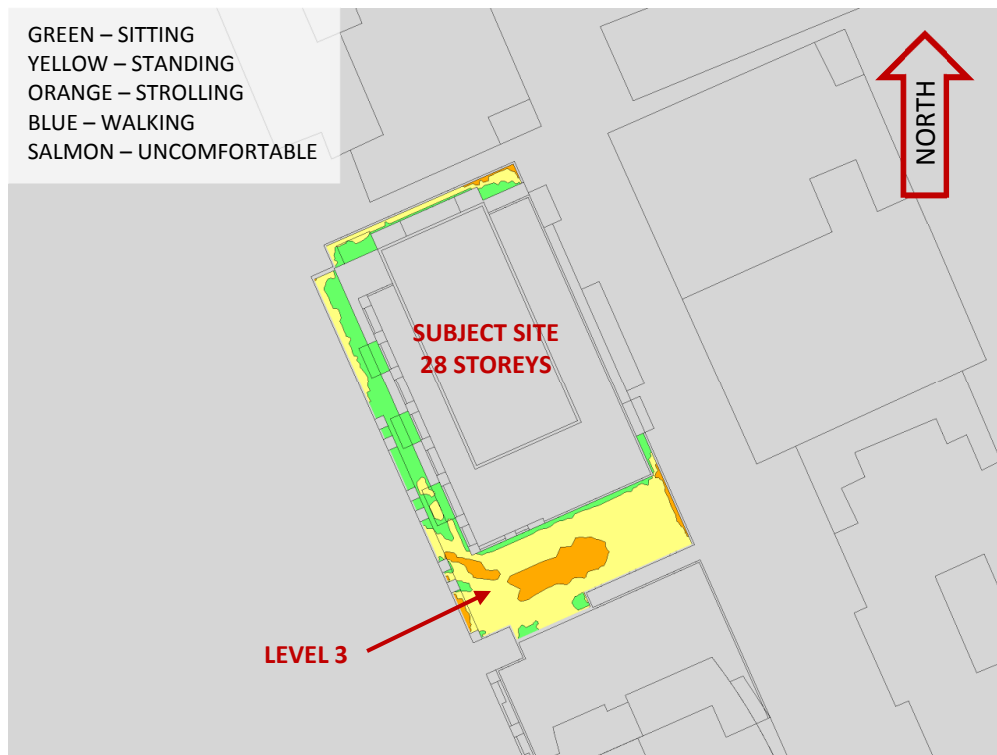 GREEN – SITTING
YELLOW – STANDING
ORANGE – STROLLING
BLUE – WALKING
SALMON – UNCOMFORTABLE
NORTH
SUBJECT SITE
28 STOREYS
LEVEL 3